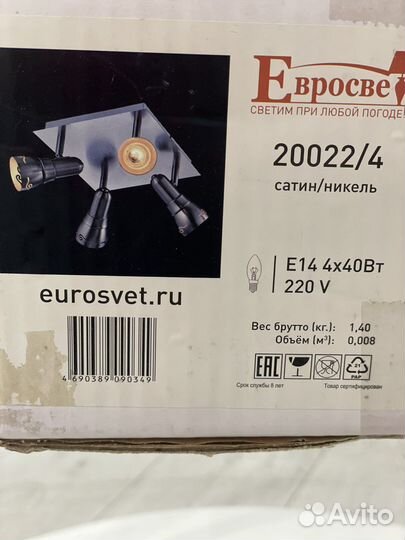 Евросве
СВЕТИМ ПРИ ЛЮБОЙ ПОГОДЕ!
20022/4
сатин/никель
E14 4x40Вт
220 V
eurosvet.ru
Вес брутто (кг.): 1,40
Объём (м³): 0,008
4 690389 090349
EAC
21
PAP
Срок службы 8 лет
Товар сертифицирован
Avito